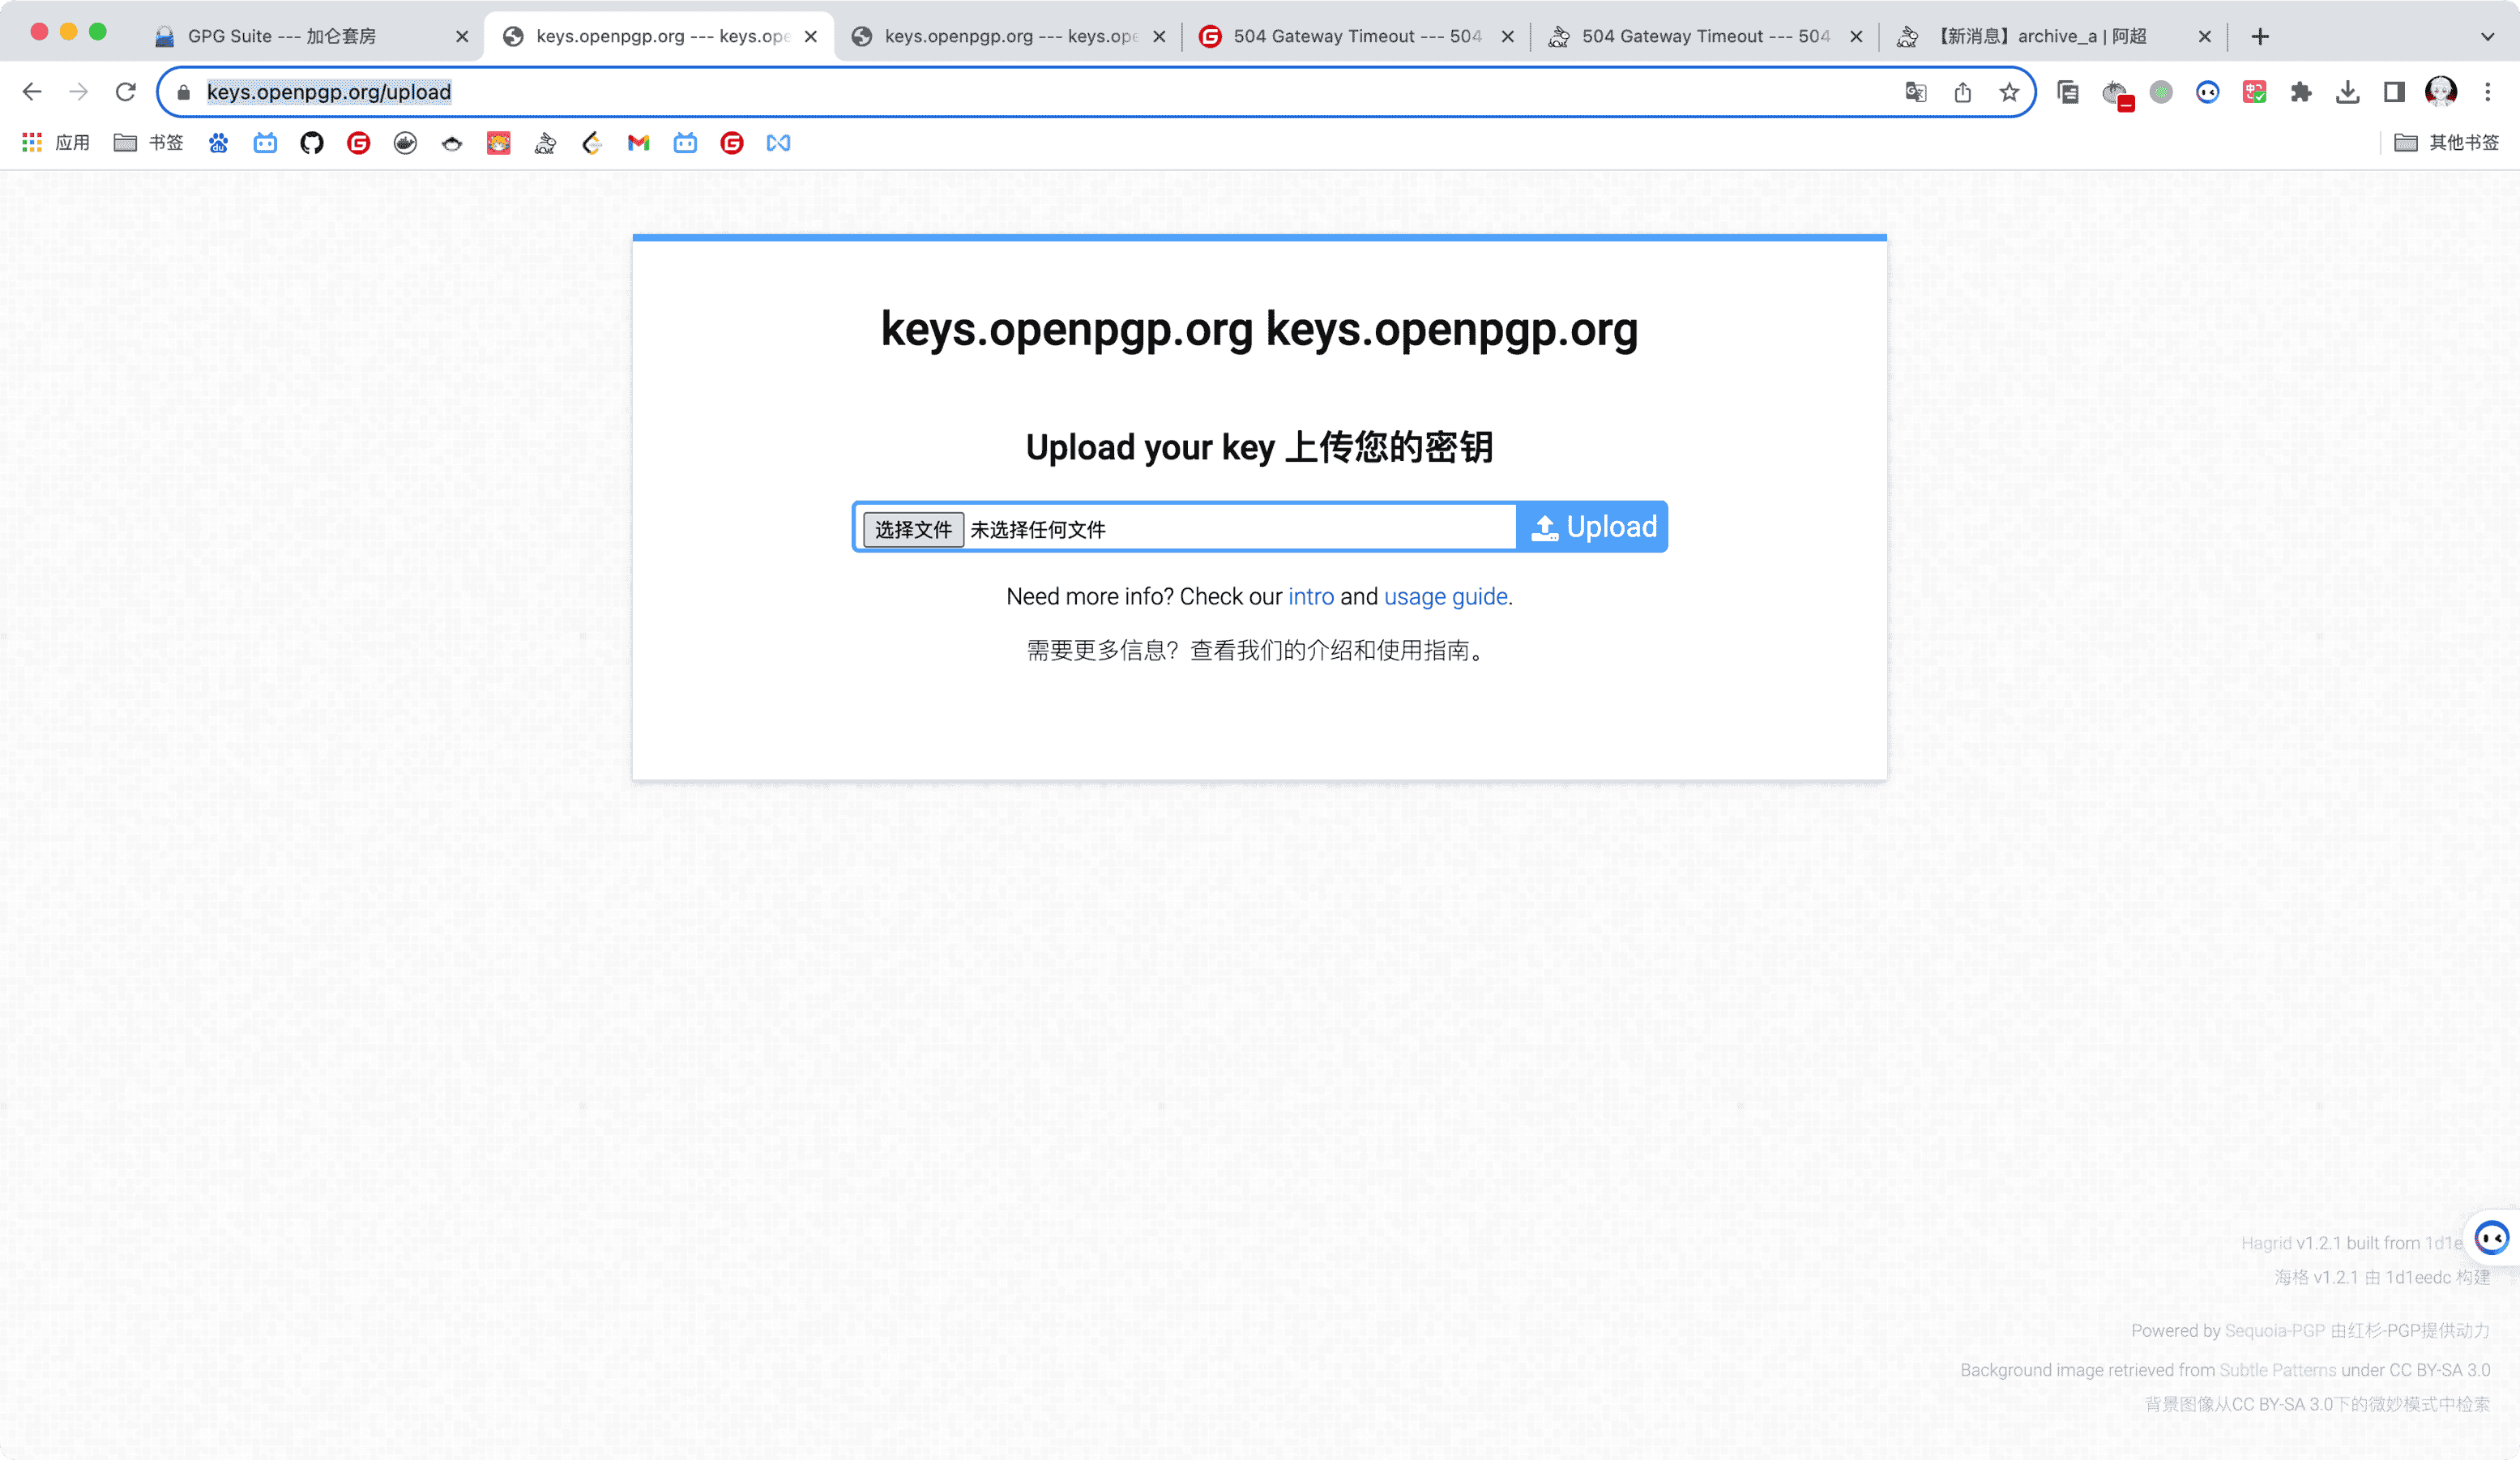 GPG Suite --- 加仑套房
keys.openpgp.org --- keys.ope
keys.openpgp.org --- keys.ope
504 Gateway Timeout --- 504
504 Gateway Timeout --- 504
【新消息】archive_a | 阿超
keys.openpgp.org/upload
应用
书签
其他书签
keys.openpgp.org keys.openpgp.org
Upload your key 上传您的密钥
选择文件 未选择任何文件
Upload
Need more info? Check our intro and usage guide.
需要更多信息？查看我们的介绍和使用指南。
Hagrid v1.2.1 built from 1d1e
海格 v1.2.1 由 1d1eedc 构建
Powered by Sequoia-PGP 由红杉-PGP提供动力
Background image retrieved from Subtle Patterns under CC BY-SA 3.0
背景图像从CC BY-SA 3.0下的微妙模式中检索